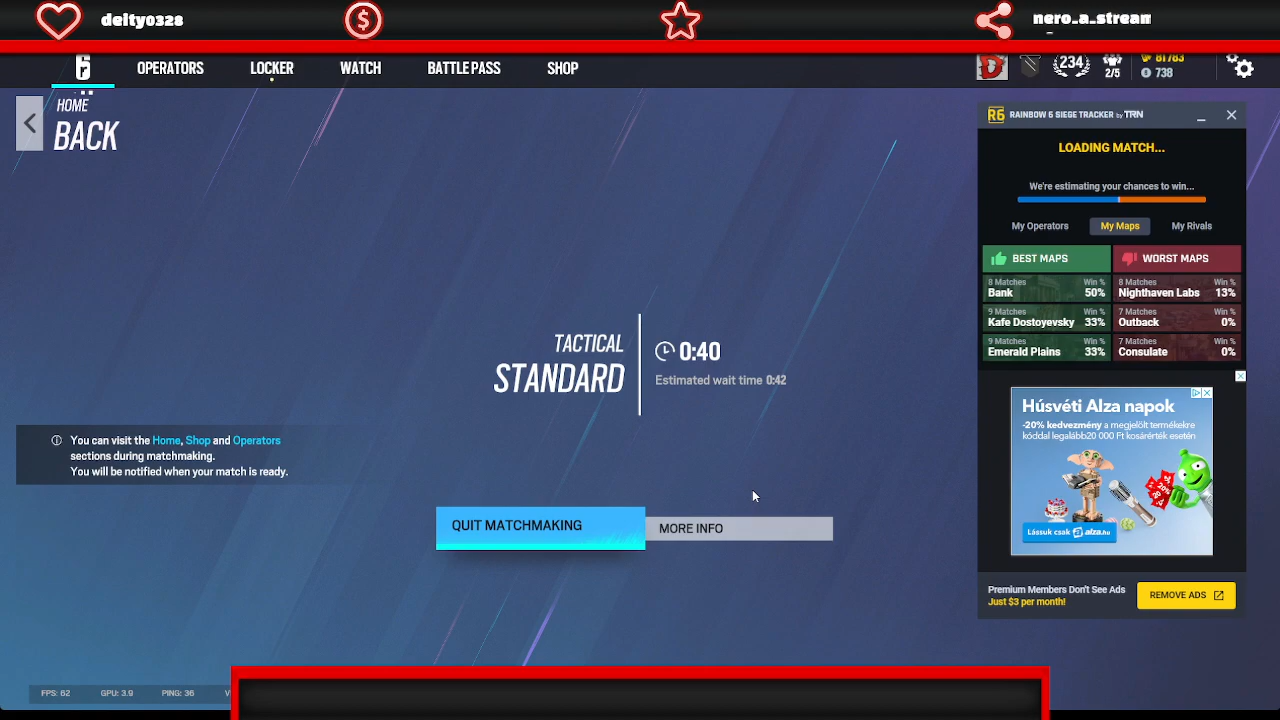 deity0328
nero_a_stream
OPERATORS
LOCKER
WATCH
BATTLE PASS
SHOP
234
2/5
81783
738
HOME
BACK
R6 RAINBOW 6 SIEGE TRACKER by TRN
LOADING MATCH...
We're estimating your chances to win...
My Operators
My Maps
My Rivals
BEST MAPS
WORST MAPS
8 Matches Win %
Bank 50%
8 Matches Win %
Nighthaven Labs 13%
9 Matches Win %
Kafe Dostoyevsky 33%
7 Matches Win %
Outback 0%
9 Matches Win %
Emerald Plains 33%
7 Matches Win %
Consulate 0%
TACTICAL
STANDARD
0:40
Estimated wait time 0:42
You can visit the Home, Shop and Operators
sections during matchmaking.
You will be notified when your match is ready.
QUIT MATCHMAKING
MORE INFO
Húsvéti Alza napok
-20% kedvezmény a megjelölt termékekre
kóddal legalább20 000 Ft kosárérték esetén
20%
Lássuk csak alza.hu
Premium Members Don't See Ads
Just $3 per month!
REMOVE ADS
FPS: 62
GPU: 3.9
PING: 36